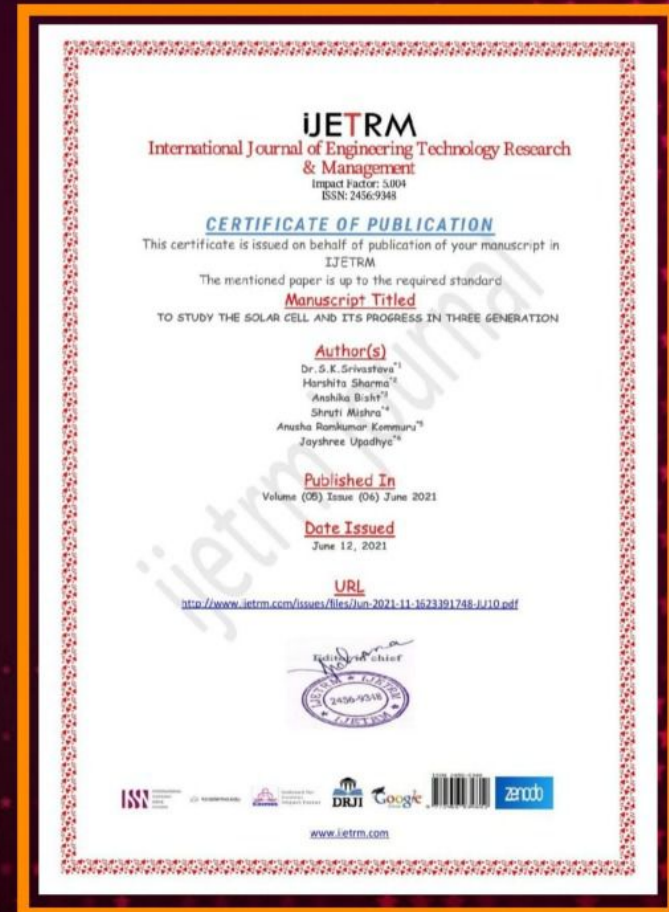 iJETRM
International Journal of Engineering Technology Research
& Management
Impact Factor: 5.004
ISSN: 2456:9348
CERTIFICATE OF PUBLICATION
This certificate is issued on behalf of publication of your manuscript in
IJETRM
The mentioned paper is up to the required standard
Manuscript Titled
TO STUDY THE SOLAR CELL AND ITS PROGRESS IN THREE GENERATION
Author(s)
Dr.S.K.Srivastava*1
Harshita Sharma*2
Anshika Bisht*3
Shruti Mishra*4
Anusha Ramkumar Kommuru*5
Jayshree Upadhye*6
Published In
Volume (05) Issue (06) June 2021
Date Issued
June 12, 2021
URL
http://www.ijetrm.com/issues/files/Jun-2021-11-1623391748-JJ10.pdf
ijetrm journal
Editor in chief
IJETRM
2456-9348
IJETRM
ISSN
DRJI
Google
zenodo
www.ijetrm.com